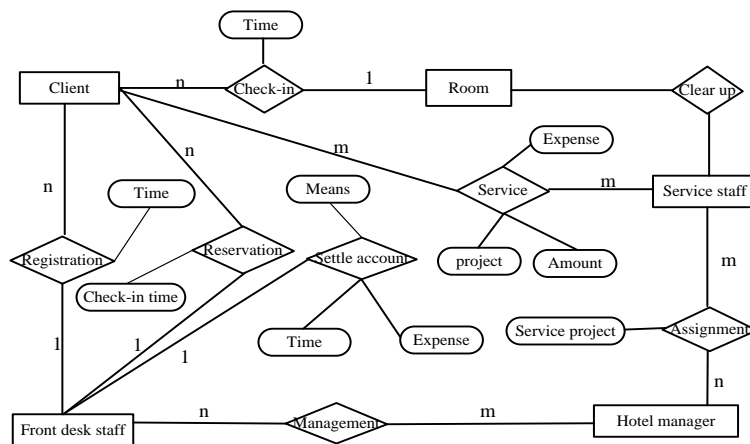 Time
Client
n
Check-in
1
Room
Clear up
n
m
Expense
Means
Service
m
Service staff
n
Time
Registration
Reservation
Settle account
project
Amount
m
Check-in time
Time
Expense
Service project
Assignment
1
1
1
n
Front desk staff
n
Management
m
Hotel manager